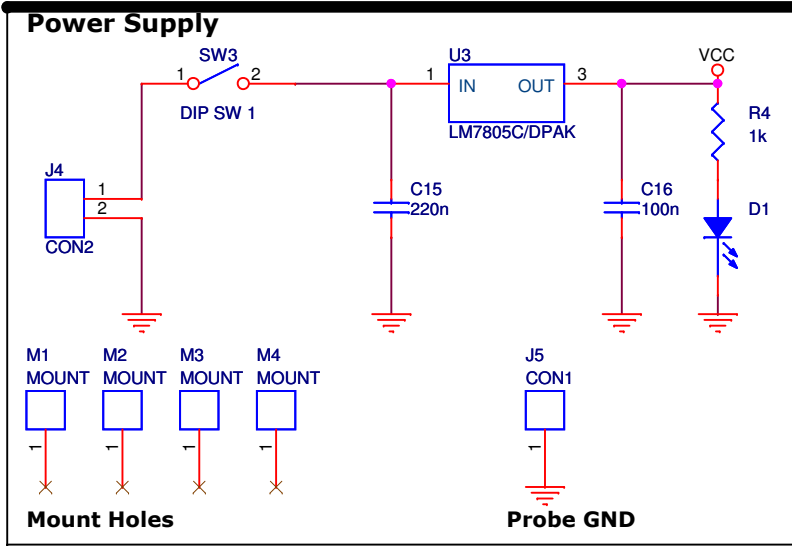 Power Supply
SW3
1 2
DIP SW 1
U3
1 IN OUT 3
LM7805C/DPAK
VCC
R4
1k
J4
1
2
CON2
C15
220n
C16
100n
D1
M1
MOUNT
1
M2
MOUNT
1
M3
MOUNT
1
M4
MOUNT
1
J5
CON1
1
Mount Holes
Probe GND